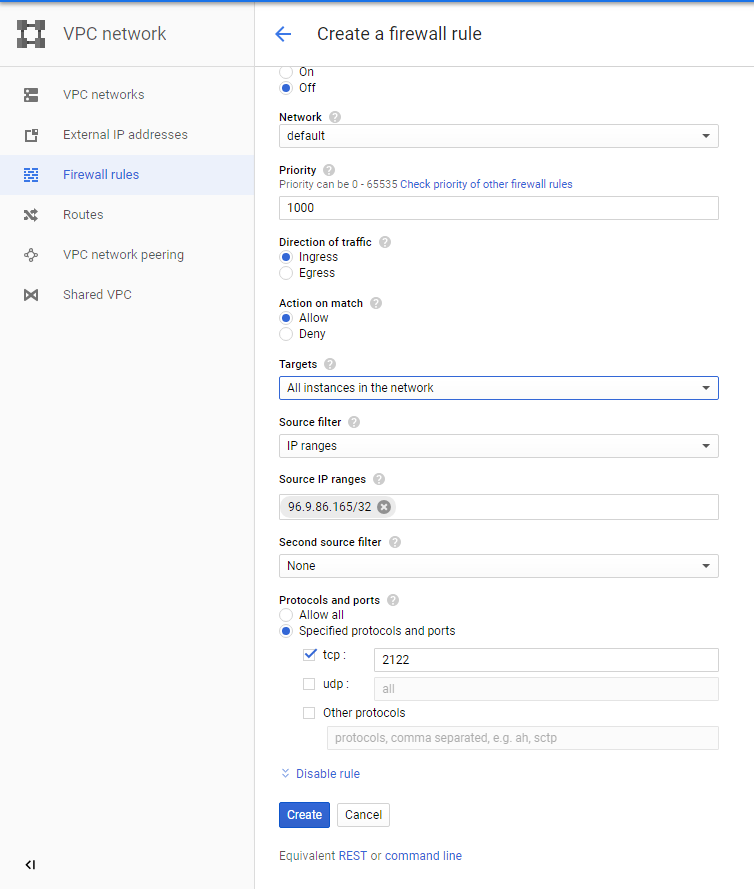 VPC network
Create a firewall rule
VPC networks
External IP addresses
Firewall rules
Routes
VPC network peering
Shared VPC
On
Off
Network ?
default
Priority ?
Priority can be 0 - 65535 Check priority of other firewall rules
1000
Direction of traffic ?
Ingress
Egress
Action on match ?
Allow
Deny
Targets ?
All instances in the network
Source filter ?
IP ranges
Source IP ranges ?
96.9.86.165/32
Second source filter ?
None
Protocols and ports ?
Allow all
Specified protocols and ports
tcp : 2122
udp : all
Other protocols
protocols, comma separated, e.g. ah, sctp
Disable rule
Create Cancel
Equivalent REST or command line